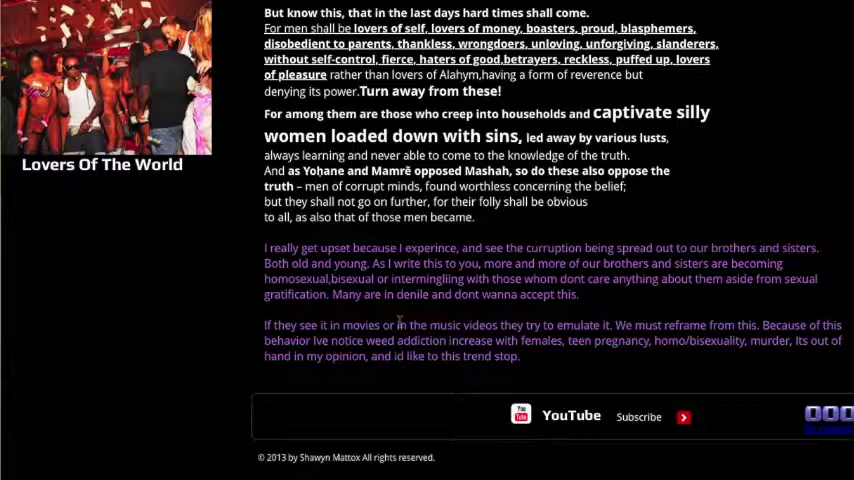 But know this, that in the last days hard times shall come.
For men shall be lovers of self, lovers of money, boasters, proud, blasphemers,
disobedient to parents, thankless, wrongdoers, unloving, unforgiving, slanderers,
without self-control, fierce, haters of good,betrayers, reckless, puffed up, lovers
of pleasure rather than lovers of Alahym,having a form of reverence but
denying its power.Turn away from these!
For among them are those who creep into households and captivate silly
women loaded down with sins, led away by various lusts,
always learning and never able to come to the knowledge of the truth.
And as Yoḥane and Mamrĕ opposed Mashah, so do these also oppose the
truth – men of corrupt minds, found worthless concerning the belief;
but they shall not go on further, for their folly shall be obvious
to all, as also that of those men became.
Lovers Of The World
I really get upset because I experince, and see the curruption being spread out to our brothers and sisters.
Both old and young. As I write this to you, more and more of our brothers and sisters are becoming
homosexual,bisexual or intermingliing with those whom dont care anything about them aside from sexual
gratification. Many are in denile and dont wanna accept this.
If they see it in movies or in the music videos they try to emulate it. We must reframe from this. Because of this
behavior Ive notice weed addiction increase with females, teen pregnancy, homo/bisexuality, murder, Its out of
hand in my opinion, and id like to this trend stop.
You Tube YouTube Subscribe
© 2013 by Shawyn Mattox All rights reserved.